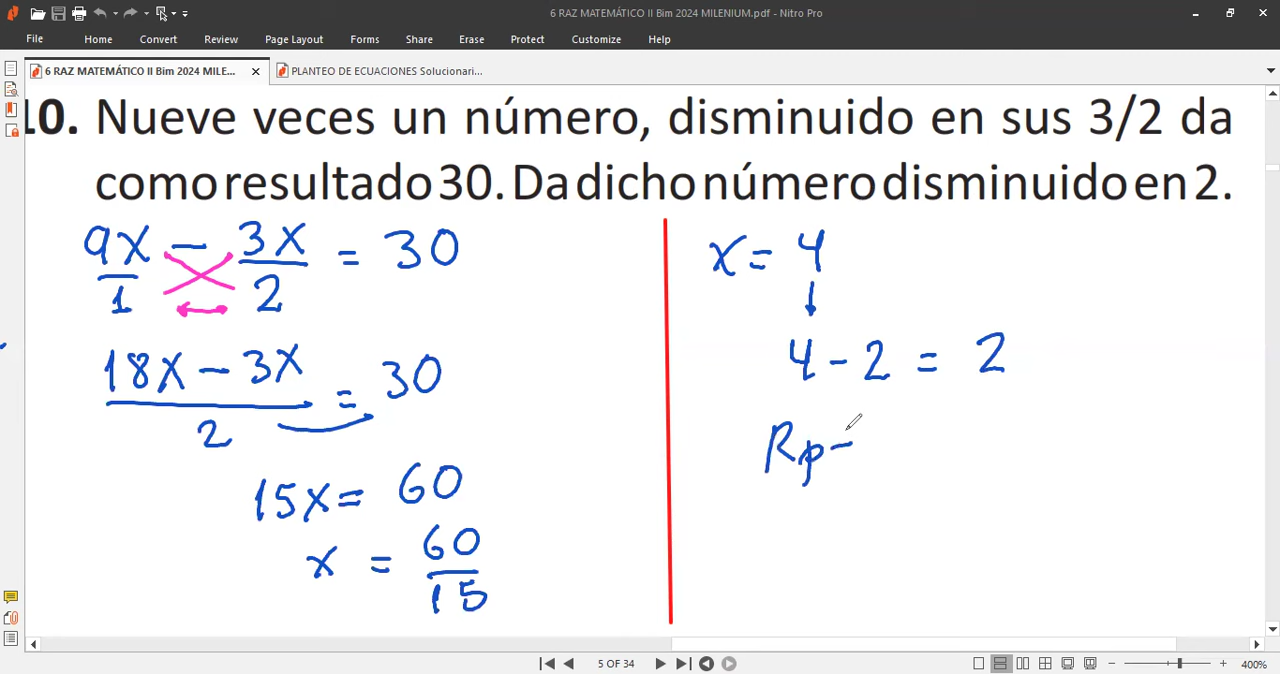 6 RAZ MATEMÁTICO II Bim 2024 MILENIUM.pdf - Nitro Pro
File Home Convert Review Page Layout Forms Share Erase Protect Customize Help
6 RAZ MATEMÁTICO II Bim 2024 MILE... PLANTEO DE ECUACIONES Solucionari...
10. Nueve veces un número, disminuido en sus 3/2 da
como resultado 30. Da dicho número disminuido en 2.
9x/1 - 3x/2 = 30
(18x - 3x)/2 = 30
15x = 60
x = 60/15
x = 4
4 - 2 = 2
Rp-
5 OF 34
400%